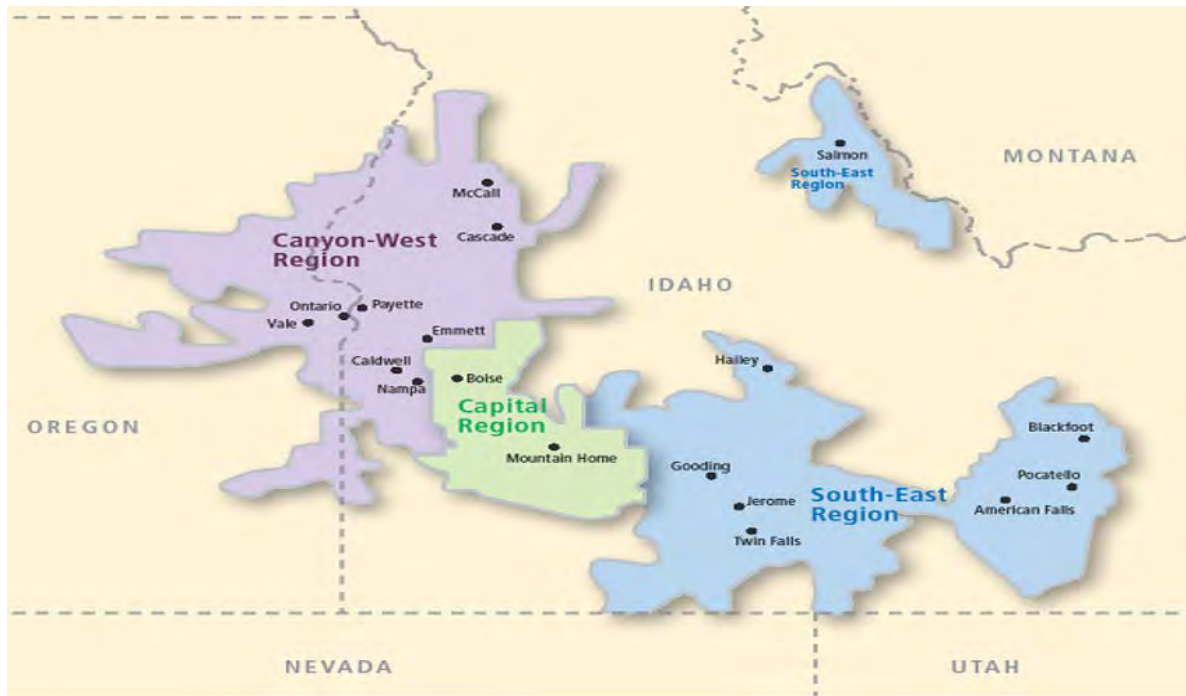 Salmon
South-East
Region
MONTANA
McCall
Cascade
Canyon-West
Region
IDAHO
Ontario
Payette
Vale
Emmett
Caldwell
Nampa
Boise
Hailey
Capital
Region
OREGON
Mountain Home
Blackfoot
Gooding
Pocatello
Jerome
South-East
Region
American Falls
Twin Falls
NEVADA
UTAH